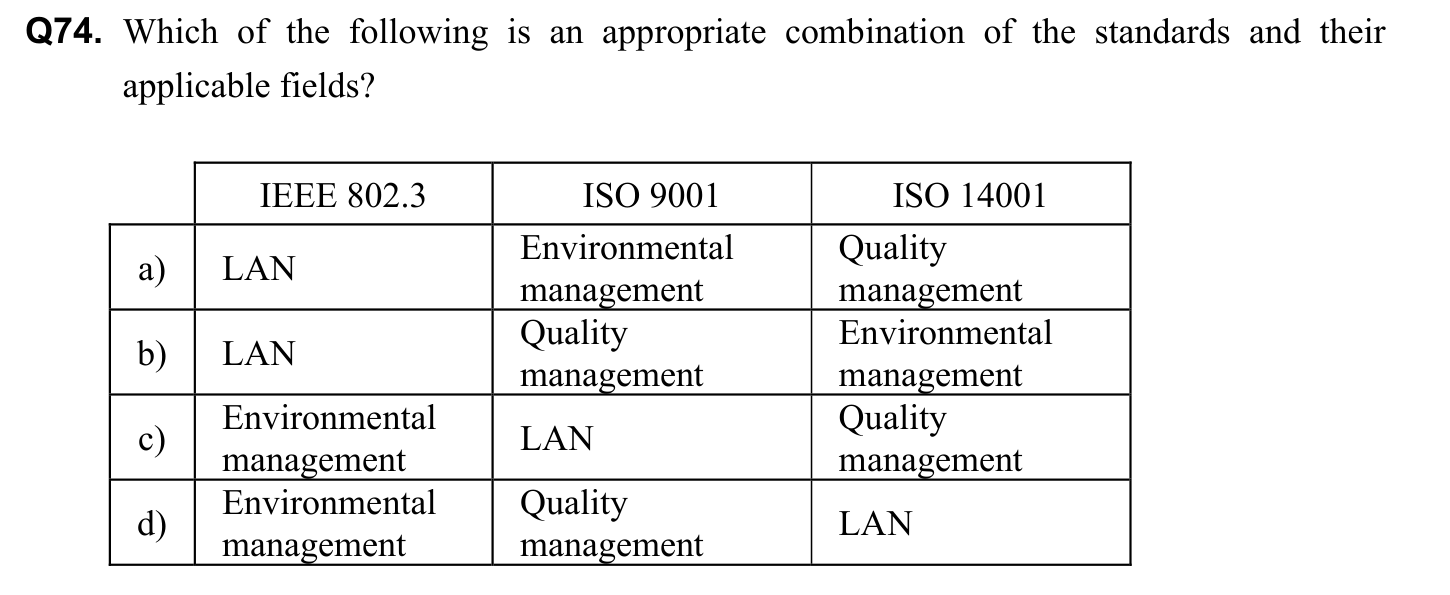 Q74. Which of the following is an appropriate combination of the standards and their
applicable fields?
IEEE 802.3 ISO 9001 ISO 14001
a) LAN Environmental management Quality management
b) LAN Quality management Environmental management
c) Environmental management LAN Quality management
d) Environmental management Quality management LAN